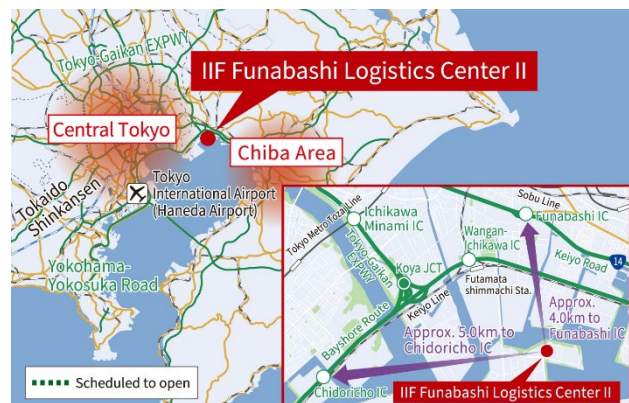 Tokyo-Gaikan EXPWY
IIF Funabashi Logistics Center II
Central Tokyo
Chiba Area
Tokaido
Shinkansen
Tokyo
International Airport
(Haneda Airport)
Yokohama-
Yokosuka Road
Scheduled to open
Tokyo Metro Tozai Line
Ichikawa
Minami IC
Tokyo-Gaikan
EXPWY
Koya JCT
Wangan-
Ichikawa IC
Sobu Line
Funabashi IC
Keiyo Road
14
Keiyo Line
Futamata
shimmachi Sta.
Bayshore Route
Approx. 5.0km to
Chidoricho IC
Approx.
4.0km to
Funabashi IC
Chidoricho IC
IIF Funabashi Logistics Center II